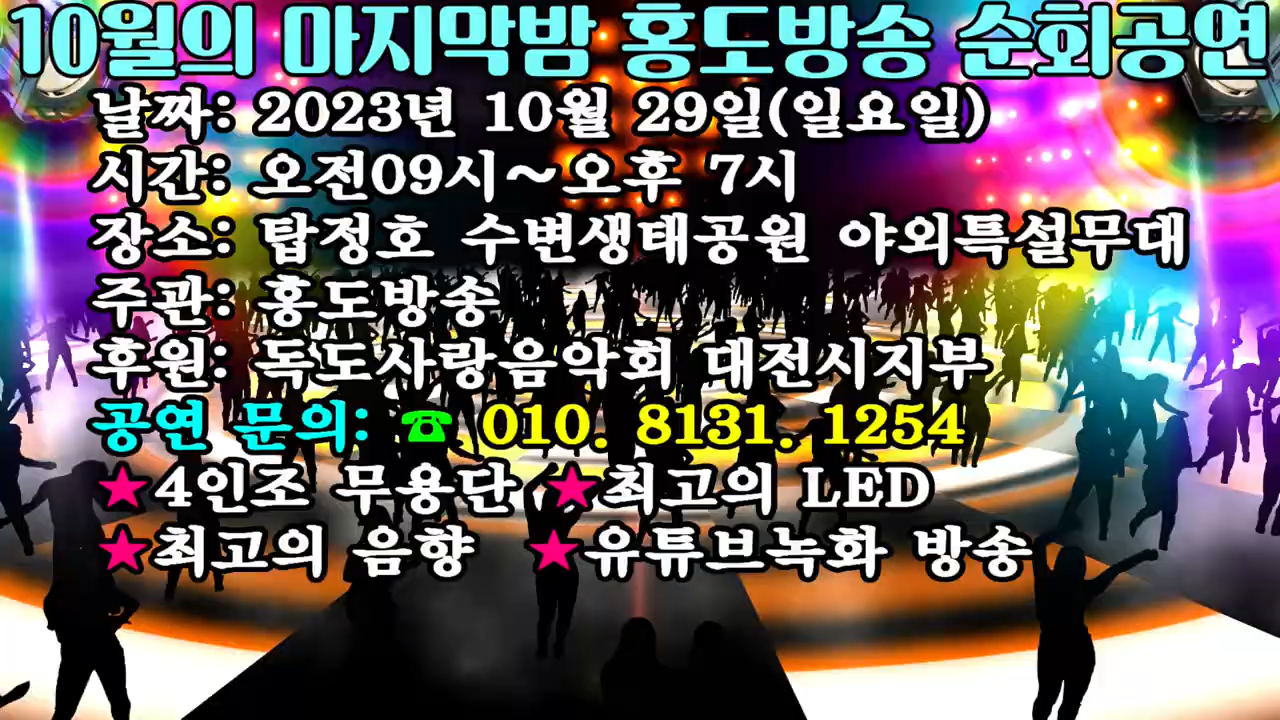 10월의 마지막밤 홍도방송 순회공연
날짜: 2023년 10월 29일(일요일)
시간: 오전09시~오후 7시
장소: 탑정호 수변생태공원 야외특설무대
주관: 홍도방송
후원: 독도사랑음악회 대전시지부
공연 문의: ☎ 010. 8131. 1254
★4인조 무용단 ★최고의 LED
★최고의 음향 ★유튜브녹화 방송